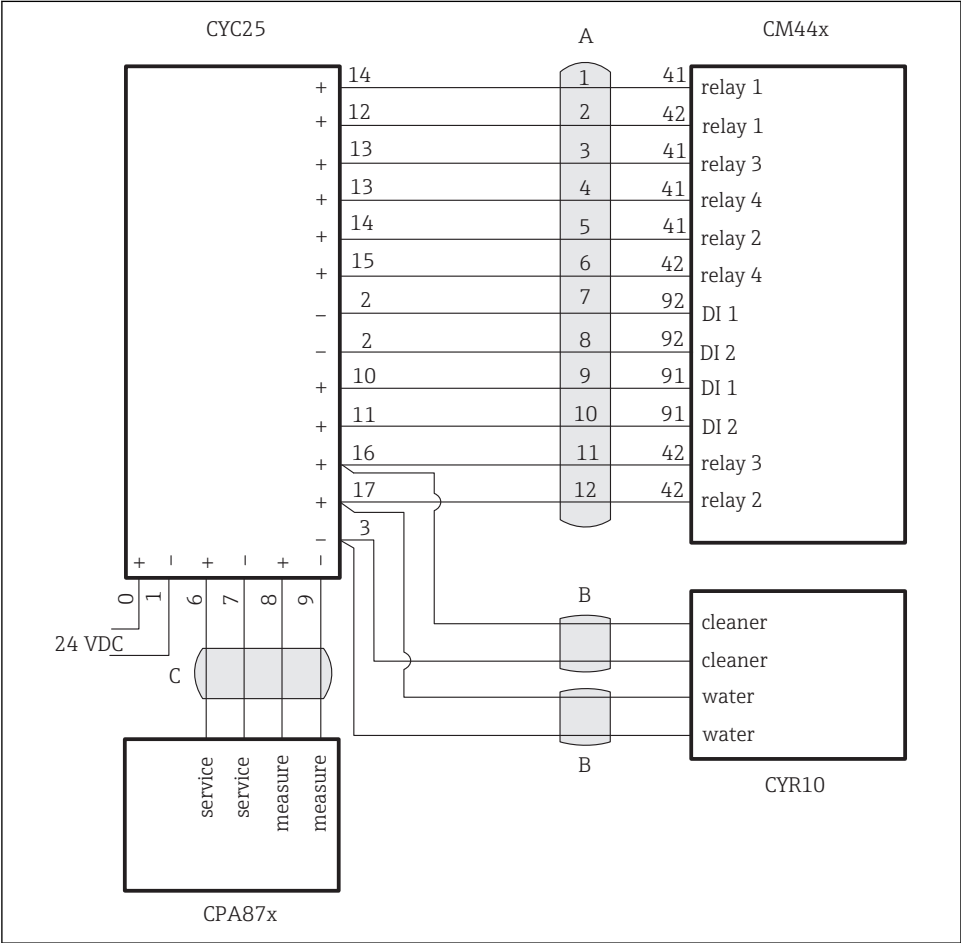 CYC25 A CM44x
+ 14 1 41 relay 1
+ 12 2 42 relay 1
+ 13 3 41 relay 3
+ 13 4 41 relay 4
+ 14 5 41 relay 2
+ 15 6 42 relay 4
– 2 7 92 DI 1
– 2 8 92 DI 2
+ 10 9 91 DI 1
+ 11 10 91 DI 2
+ 16 11 42 relay 3
+ 17 12 42 relay 2
– 3
+ – + – + –
0 1 6 7 8 9
24 VDC
C
B
cleaner
cleaner
water
water
B
CYR10
service
service
measure
measure
CPA87x